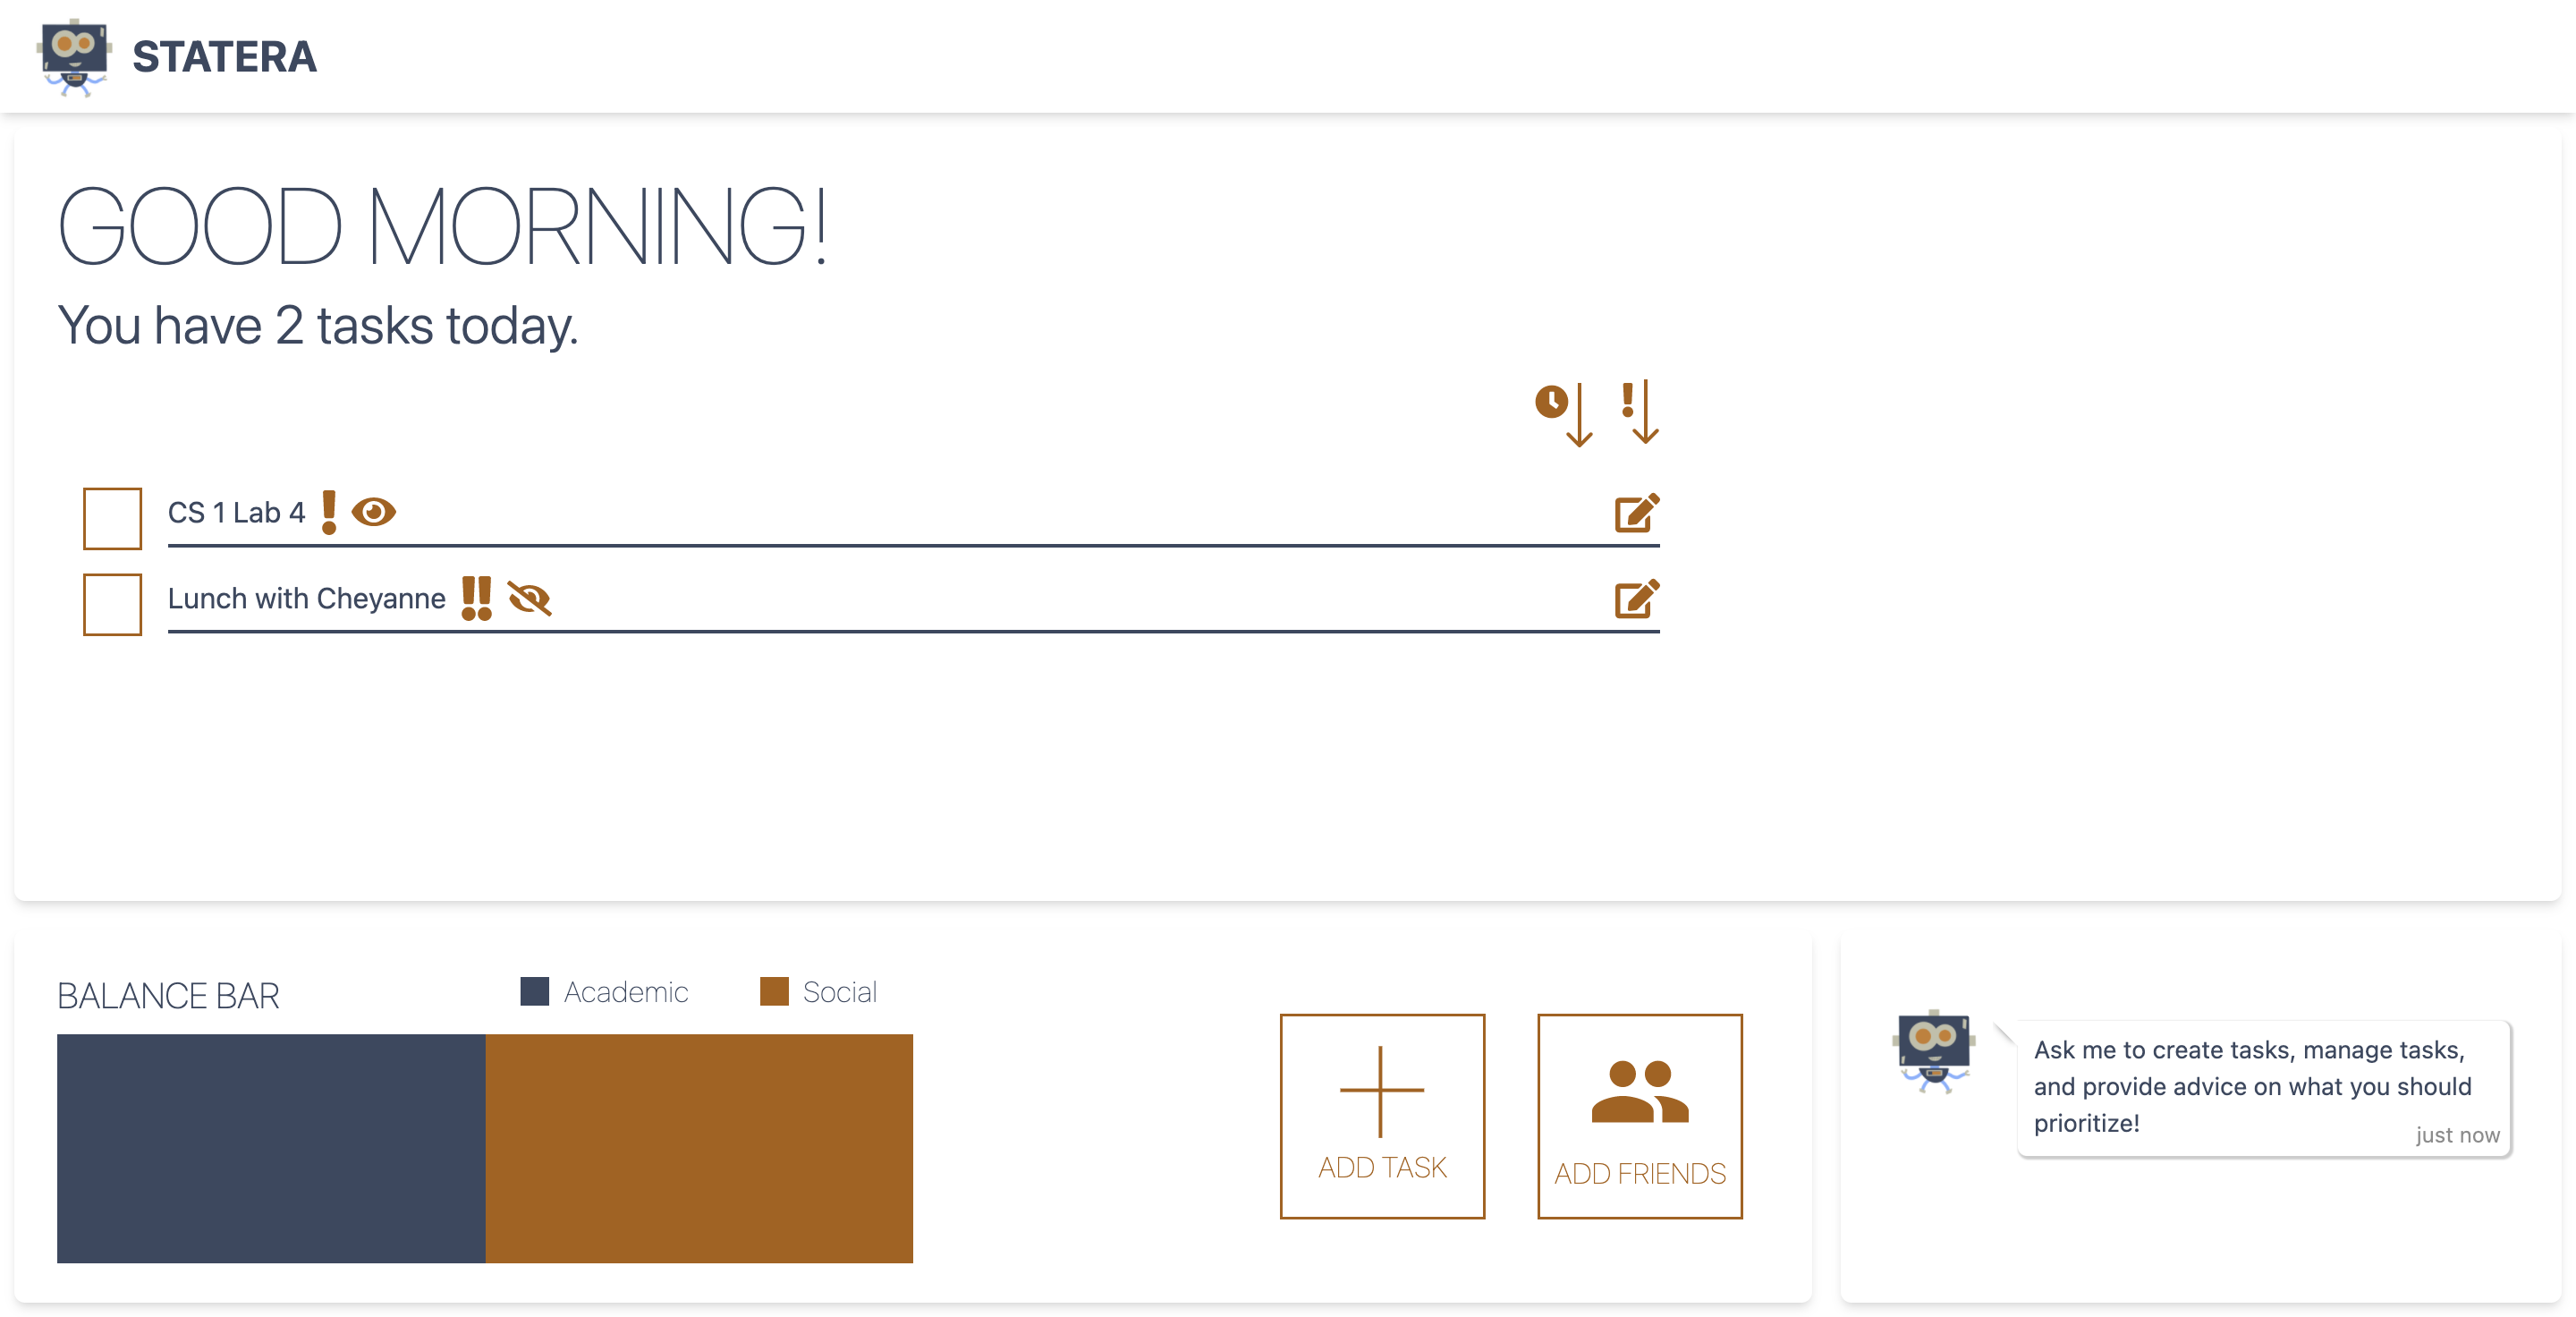 STATERA
GOOD MORNING!
You have 2 tasks today.
CS 1 Lab 4
Lunch with Cheyanne
BALANCE BAR
Academic
Social
ADD TASK
ADD FRIENDS
Ask me to create tasks, manage tasks,
and provide advice on what you should
prioritize!
just now